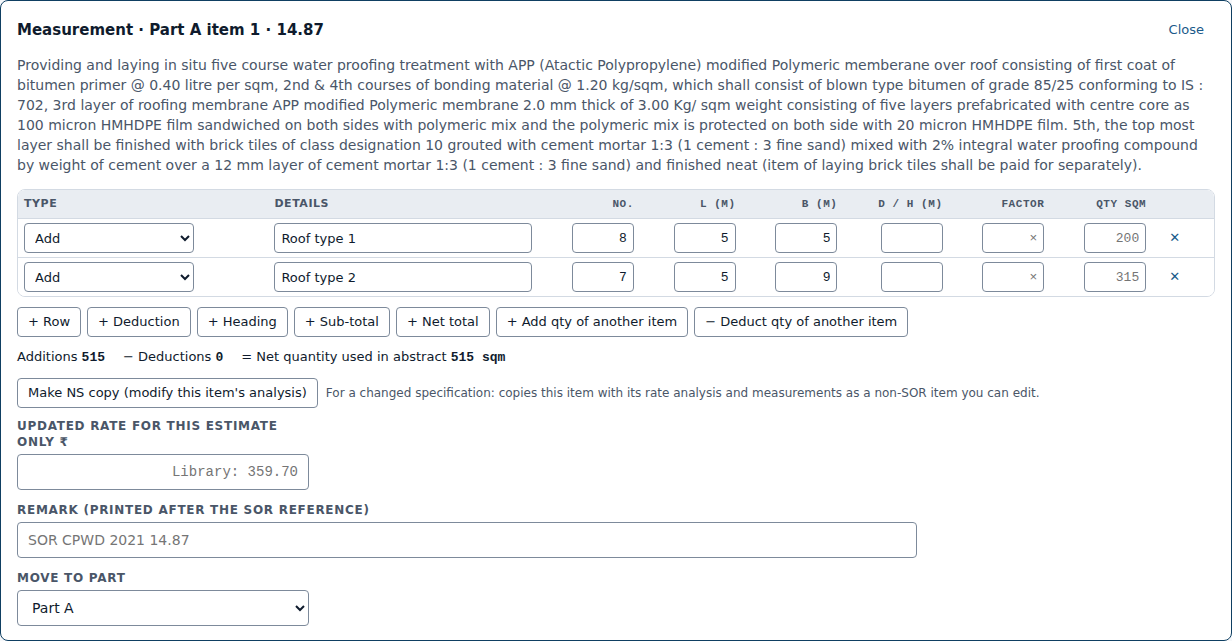 Measurement · Part A item 1 · 14.87
Close
Providing and laying in situ five course water proofing treatment with APP (Atactic Polypropylene) modified Polymeric memberane over roof consisting of first coat of
bitumen primer @ 0.40 litre per sqm, 2nd & 4th courses of bonding material @ 1.20 kg/sqm, which shall consist of blown type bitumen of grade 85/25 conforming to IS :
702, 3rd layer of roofing membrane APP modified Polymeric membrane 2.0 mm thick of 3.00 Kg/ sqm weight consisting of five layers prefabricated with centre core as
100 micron HMHDPE film sandwiched on both sides with polymeric mix and the polymeric mix is protected on both side with 20 micron HMHDPE film. 5th, the top most
layer shall be finished with brick tiles of class designation 10 grouted with cement mortar 1:3 (1 cement : 3 fine sand) mixed with 2% integral water proofing compound
by weight of cement over a 12 mm layer of cement mortar 1:3 (1 cement : 3 fine sand) and finished neat (item of laying brick tiles shall be paid for separately).
TYPE DETAILS NO. L (M) B (M) D / H (M) FACTOR QTY SQM
Add Roof type 1 8 5 5 × 200 ×
Add Roof type 2 7 5 9 × 315 ×
+ Row + Deduction + Heading + Sub-total + Net total + Add qty of another item − Deduct qty of another item
Additions 515 − Deductions 0 = Net quantity used in abstract 515 sqm
Make NS copy (modify this item's analysis) For a changed specification: copies this item with its rate analysis and measurements as a non-SOR item you can edit.
UPDATED RATE FOR THIS ESTIMATE
ONLY ₹
Library: 359.70
REMARK (PRINTED AFTER THE SOR REFERENCE)
SOR CPWD 2021 14.87
MOVE TO PART
Part A